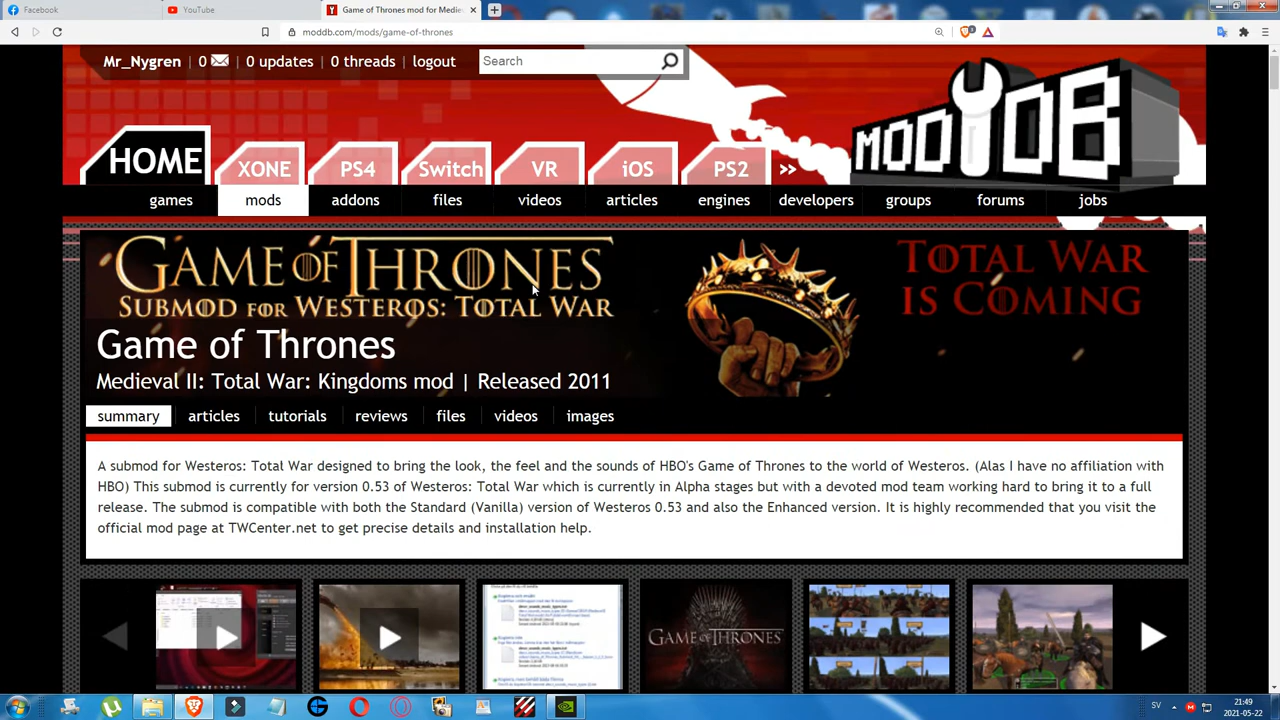 Facebook
YouTube
Game of Thrones mod for Mediev
moddb.com/mods/game-of-thrones
Mr_Nygren | 0 | 0 updates | 0 threads | logout
Search
MODDB
HOME XONE PS4 Switch VR iOS PS2 »
games mods addons files videos articles engines developers groups forums jobs
GAME OF THRONES
SUBMOD FOR WESTEROS: TOTAL WAR
TOTAL WAR
IS COMING
Game of Thrones
Medieval II: Total War: Kingdoms mod | Released 2011
summary articles tutorials reviews files videos images
A submod for Westeros: Total War designed to bring the look, the feel and the sounds of HBO's Game of Thrones to the world of Westeros. (Alas I have no affiliation with
HBO) This submod is currently for version 0.53 of Westeros: Total War which is currently in Alpha stages but with a devoted mod team working hard to bring it to a full
release. The submod is compatible with both the Standard (Vanilla) version of Westeros 0.53 and also the Enhanced version. It is highly recommended that you visit the
official mod page at TWCenter.net to get precise details and installation help.
GAME OF THRONES
SV
21:49
2021-05-22